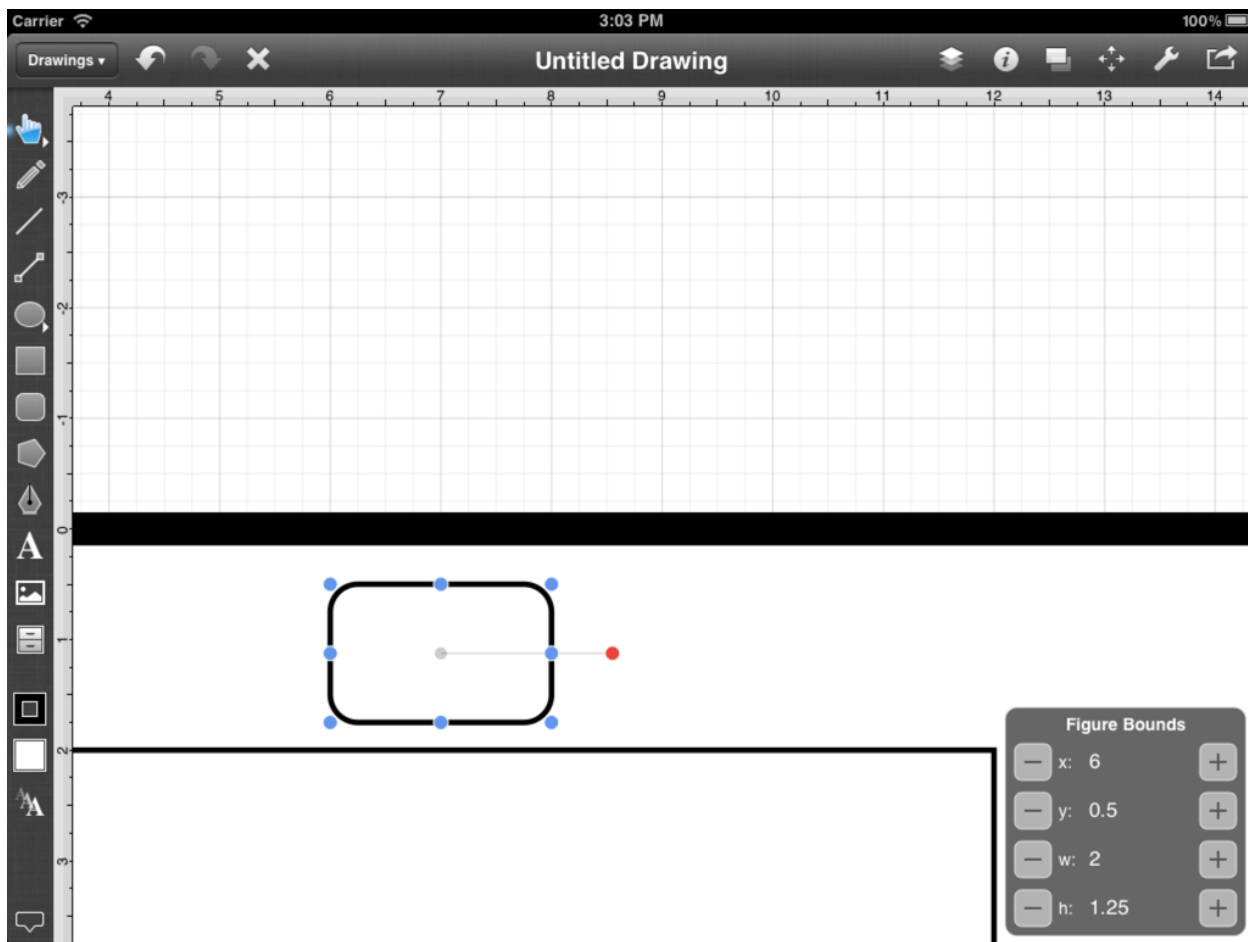 Carrier 3:03 PM 100%
Drawings ▾ Untitled Drawing
4 5 6 7 8 9 10 11 12 13 14
-3
-2
-1
0
1
2
3
A
AAA
Figure Bounds
x: 6
y: 0.5
w: 2
h: 1.25